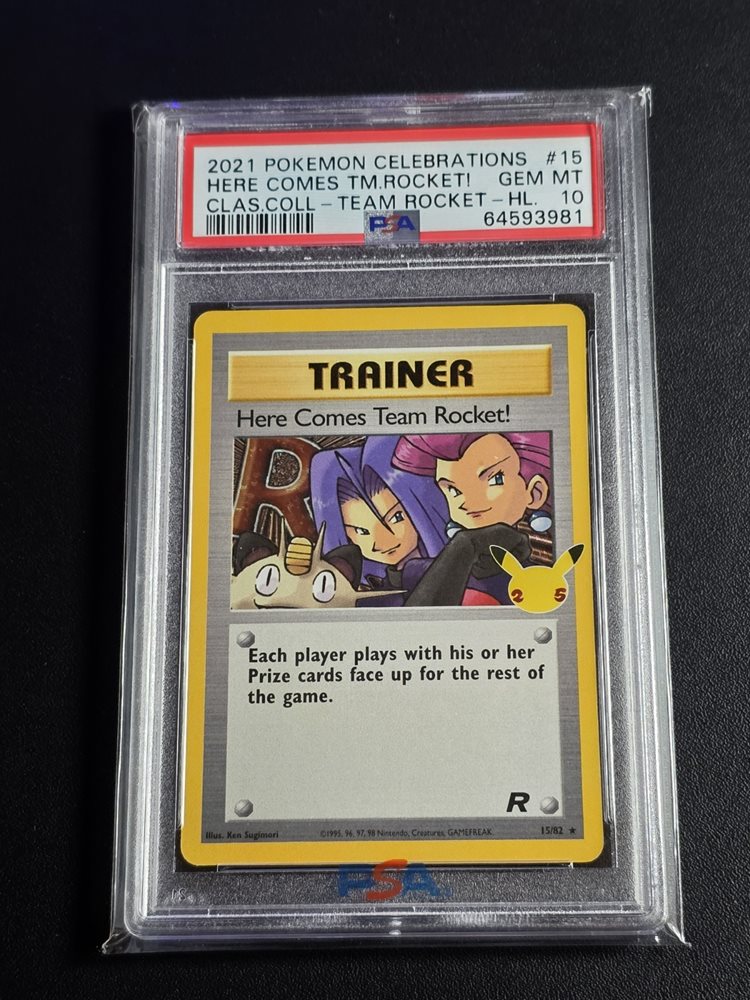 2021 POKEMON CELEBRATIONS #15
HERE COMES TM.ROCKET! GEM MT
CLAS.COLL-TEAM ROCKET-HL. 10
PSA 64593981
TRAINER
Here Comes Team Rocket!
R
25
Each player plays with his or her
Prize cards face up for the rest of
the game.
R
Illus. Ken Sugimori ©1995, 96, 97, 98 Nintendo, Creatures, GAMEFREAK. 15/82 ★
PSA